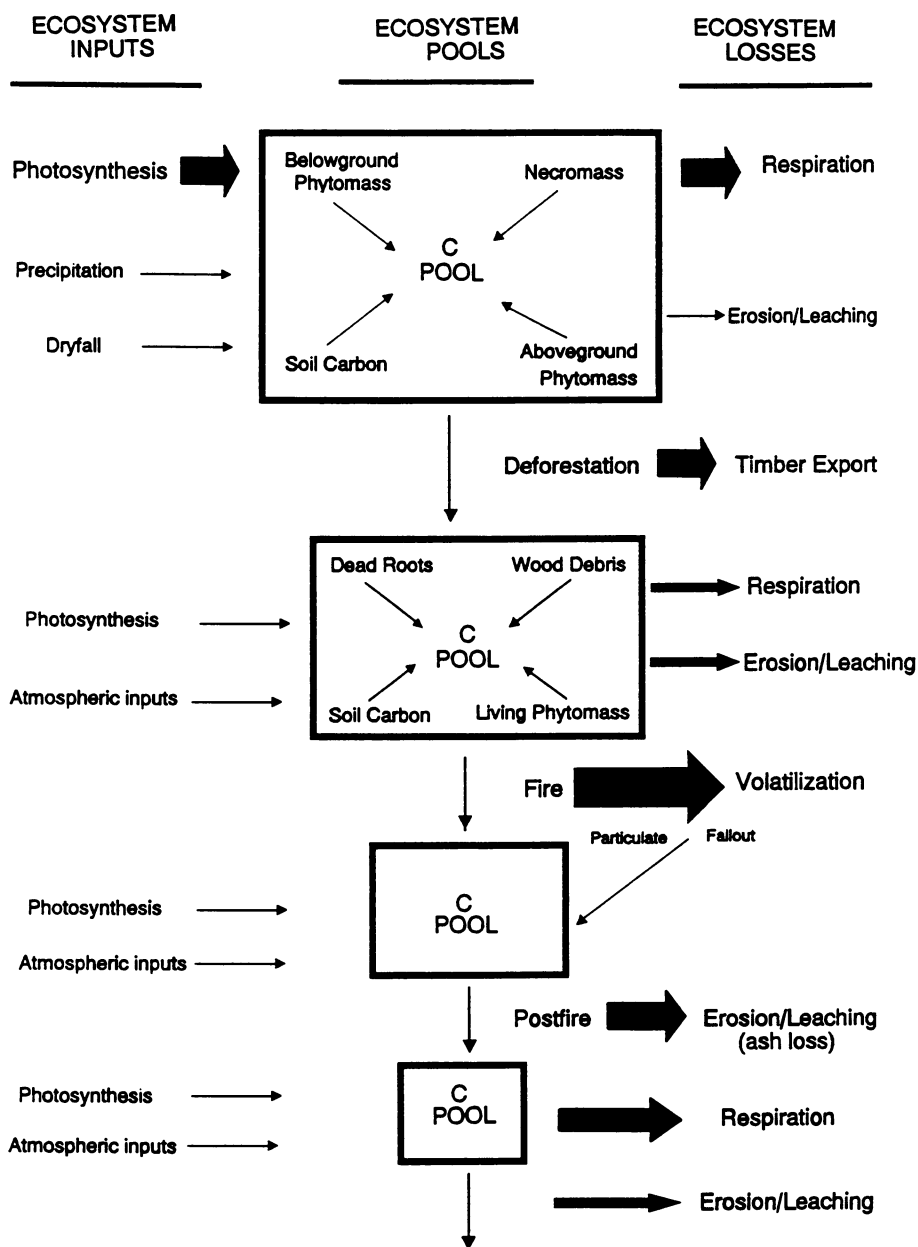 ECOSYSTEM
INPUTS
ECOSYSTEM
POOLS
ECOSYSTEM
LOSSES
Photosynthesis
Belowground
Phytomass
Necromass
Respiration
C
POOL
Precipitation
Dryfall
Soil Carbon
Aboveground
Phytomass
Erosion/Leaching
Deforestation
Timber Export
Dead Roots
Wood Debris
Respiration
Photosynthesis
C
POOL
Erosion/Leaching
Atmospheric inputs
Soil Carbon
Living Phytomass
Fire
Volatilization
Particulate Fallout
Photosynthesis
C
POOL
Atmospheric inputs
Postfire
Erosion/Leaching
(ash loss)
Photosynthesis
C
POOL
Respiration
Atmospheric inputs
Erosion/Leaching